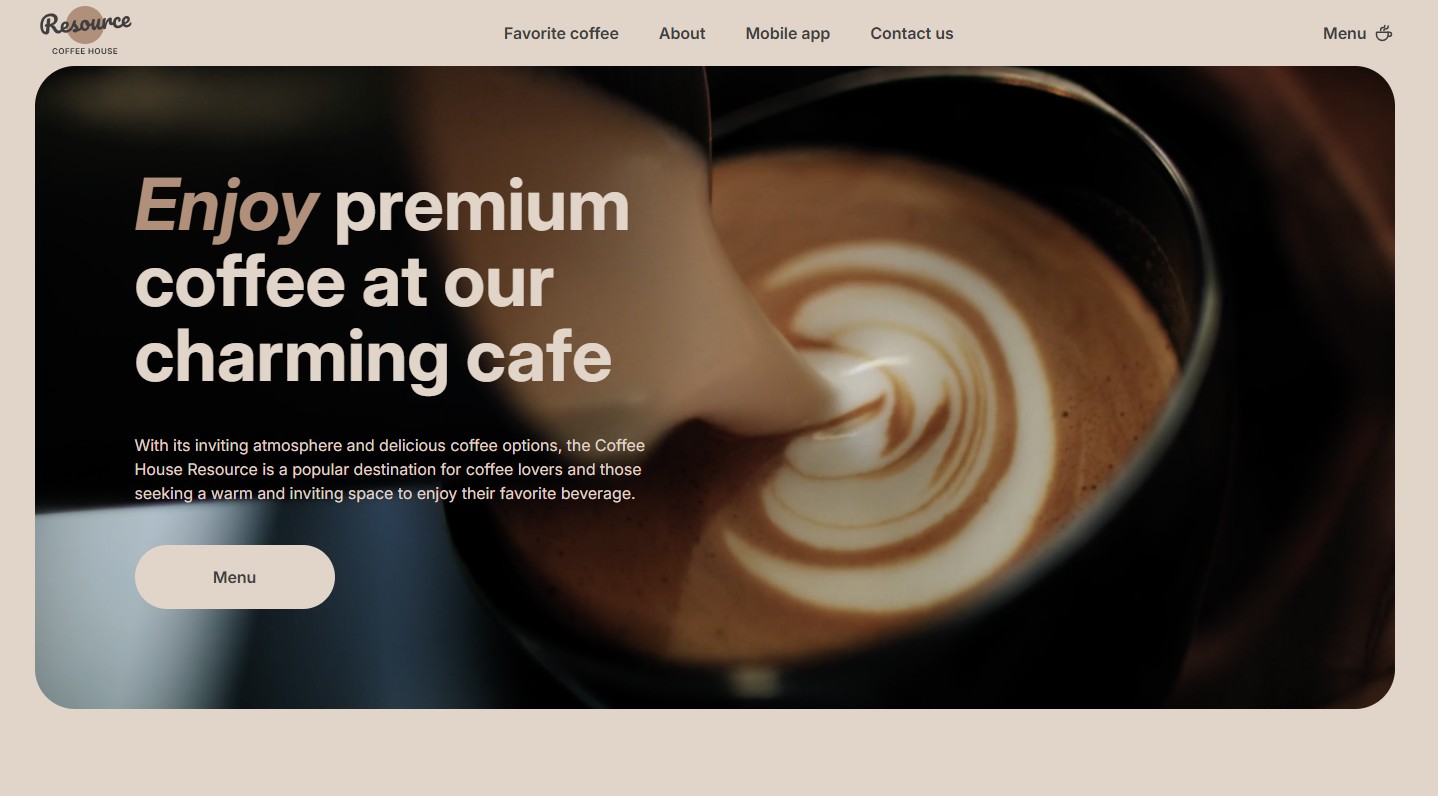 Resource
COFFEE HOUSE
Favorite coffee
About
Mobile app
Contact us
Menu
Enjoy premium
coffee at our
charming cafe
With its inviting atmosphere and delicious coffee options, the Coffee
House Resource is a popular destination for coffee lovers and those
seeking a warm and inviting space to enjoy their favorite beverage.
Menu